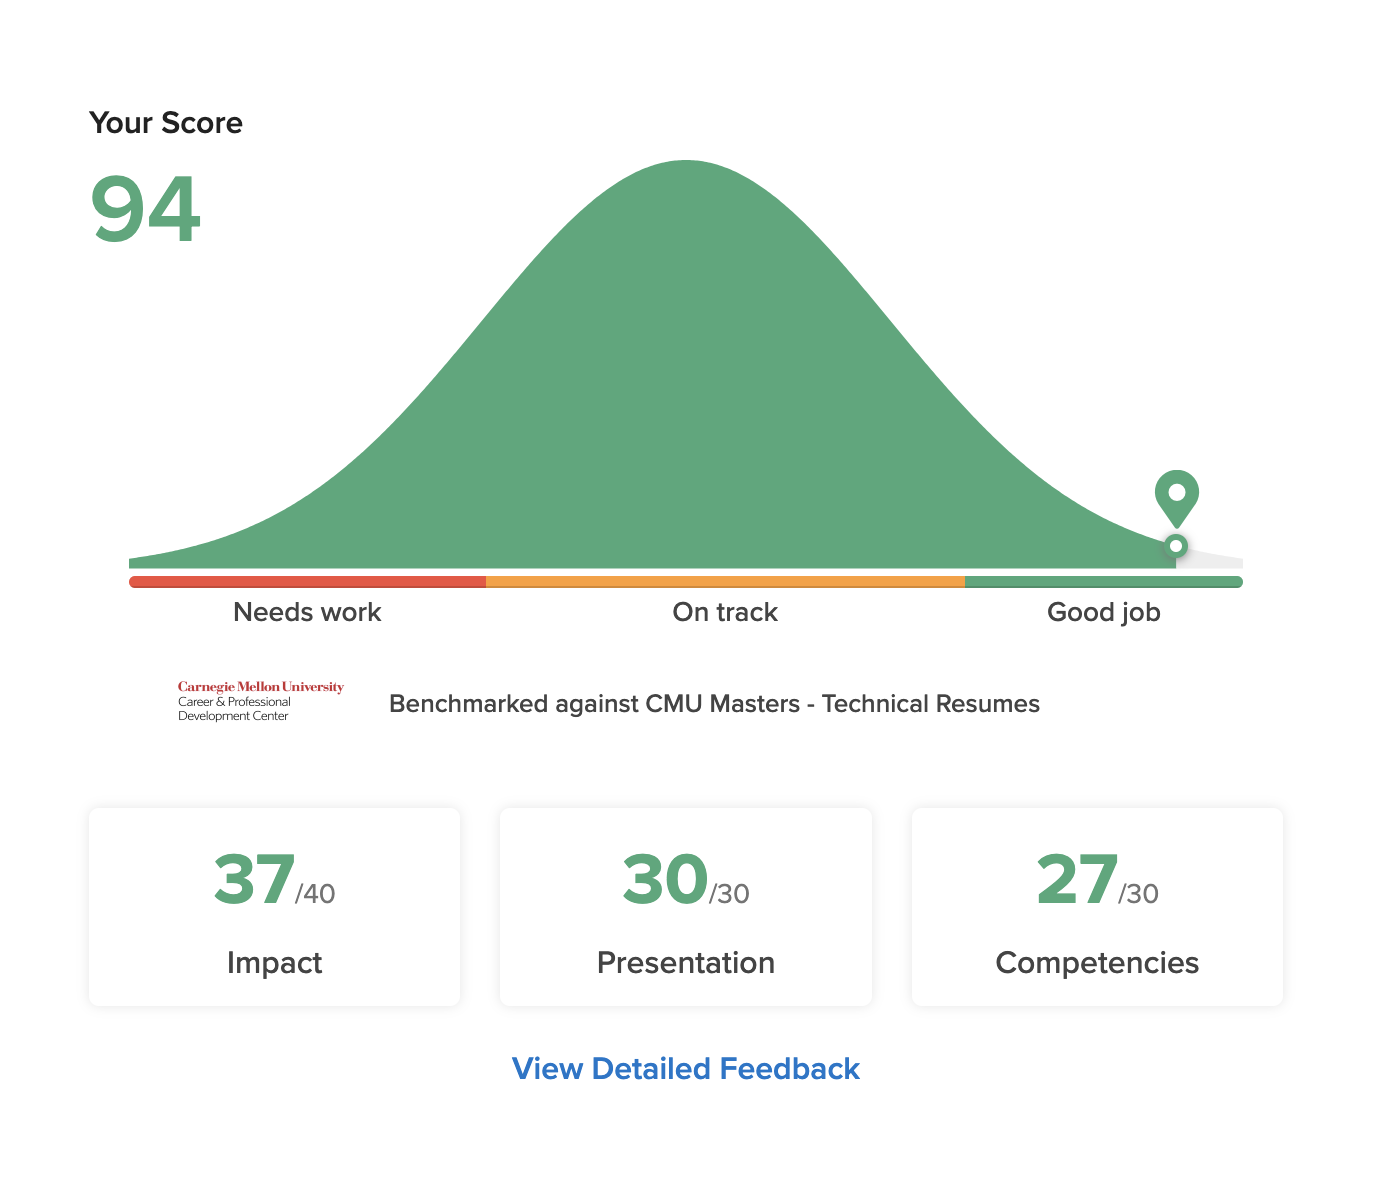 Your Score
94
Needs work
On track
Good job
Carnegie Mellon University
Career & Professional
Development Center
Benchmarked against CMU Masters - Technical Resumes
37/40
Impact
30/30
Presentation
27/30
Competencies
View Detailed Feedback